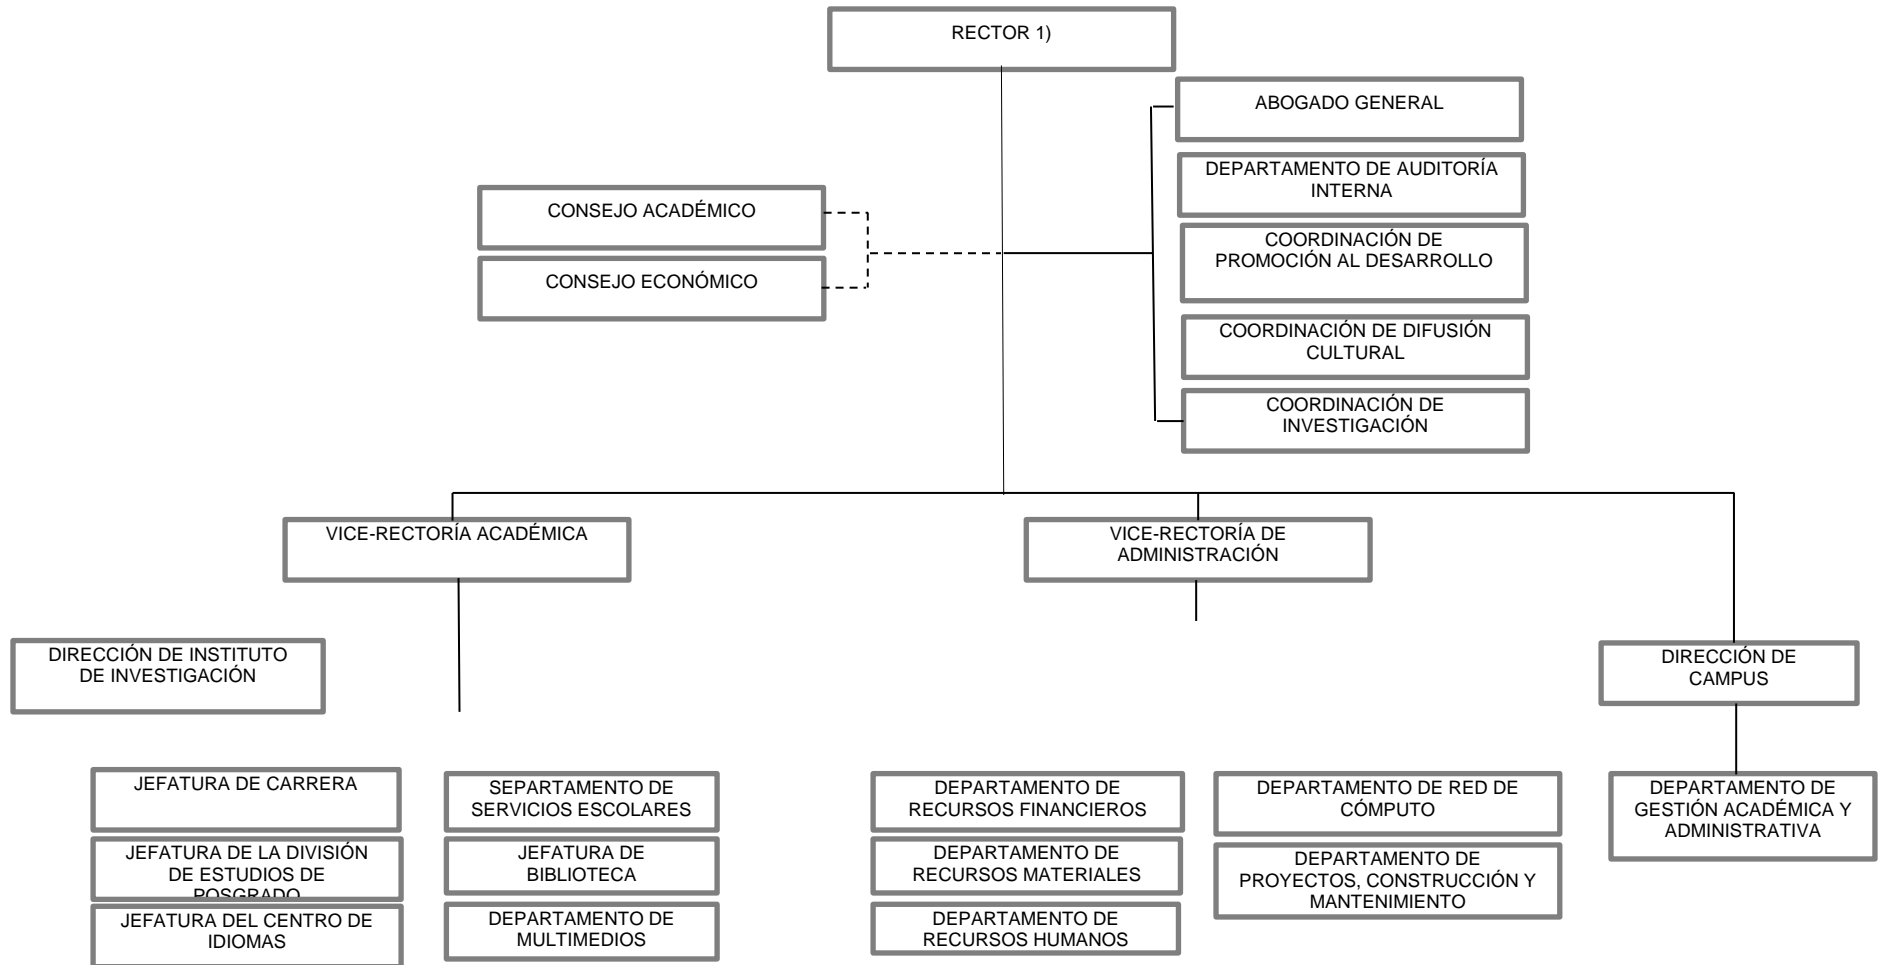 RECTOR 1)
ABOGADO GENERAL
DEPARTAMENTO DE AUDITORÍA
INTERNA
CONSEJO ACADÉMICO
COORDINACIÓN DE
PROMOCIÓN AL DESARROLLO
CONSEJO ECONÓMICO
COORDINACIÓN DE DIFUSIÓN
CULTURAL
COORDINACIÓN DE
INVESTIGACIÓN
VICE-RECTORÍA ACADÉMICA
VICE-RECTORÍA DE
ADMINISTRACIÓN
DIRECCIÓN DE INSTITUTO
DE INVESTIGACIÓN
DIRECCIÓN DE
CAMPUS
JEFATURA DE CARRERA
SEPARTAMENTO DE
SERVICIOS ESCOLARES
DEPARTAMENTO DE
RECURSOS FINANCIEROS
DEPARTAMENTO DE RED DE
CÓMPUTO
DEPARTAMENTO DE
GESTIÓN ACADÉMICA Y
ADMINISTRATIVA
JEFATURA DE LA DIVISIÓN
DE ESTUDIOS DE
POSGRADO
JEFATURA DE
BIBLIOTECA
DEPARTAMENTO DE
RECURSOS MATERIALES
DEPARTAMENTO DE
PROYECTOS, CONSTRUCCIÓN Y
MANTENIMIENTO
JEFATURA DEL CENTRO DE
IDIOMAS
DEPARTAMENTO DE
MULTIMEDIOS
DEPARTAMENTO DE
RECURSOS HUMANOS